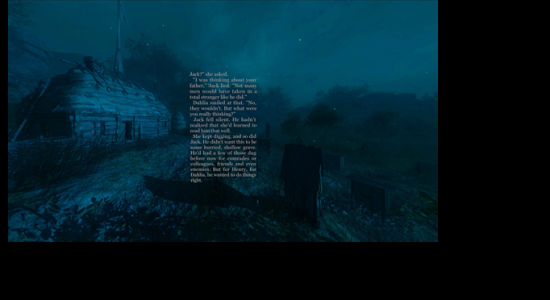 Jack?" she asked.
"I was thinking about your
father," Jack lied. "Not many
men would have taken in a
total stranger like he did."
Dahlia smiled at that. "No,
they wouldn't. But what were
you really thinking?"
Jack fell silent. He hadn't
realized that she'd learned to
read him that well.
She kept digging, and so did
Jack. He didn't want this to be
some hurried, shallow grave.
He'd had a few of those dug
before now for comrades or
colleagues, friends and even
enemies. But for Henry, for
Dahlia, he wanted to do things
right.